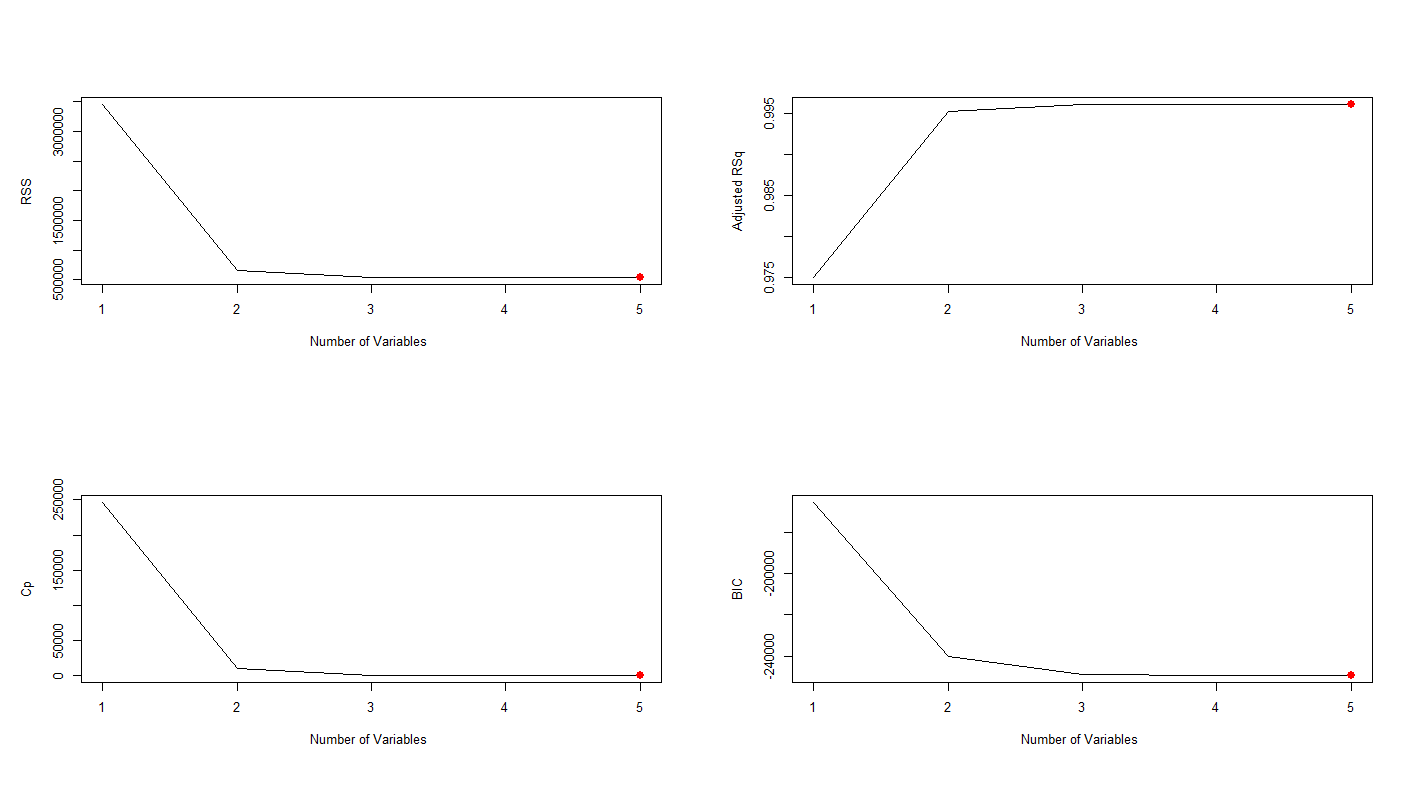 RSS
500000 1500000 3000000
1 2 3 4 5
Number of Variables
Adjusted RSq
0.975 0.985 0.995
1 2 3 4 5
Number of Variables
Cp
0 50000 150000 250000
1 2 3 4 5
Number of Variables
BIC
-240000 -200000
1 2 3 4 5
Number of Variables